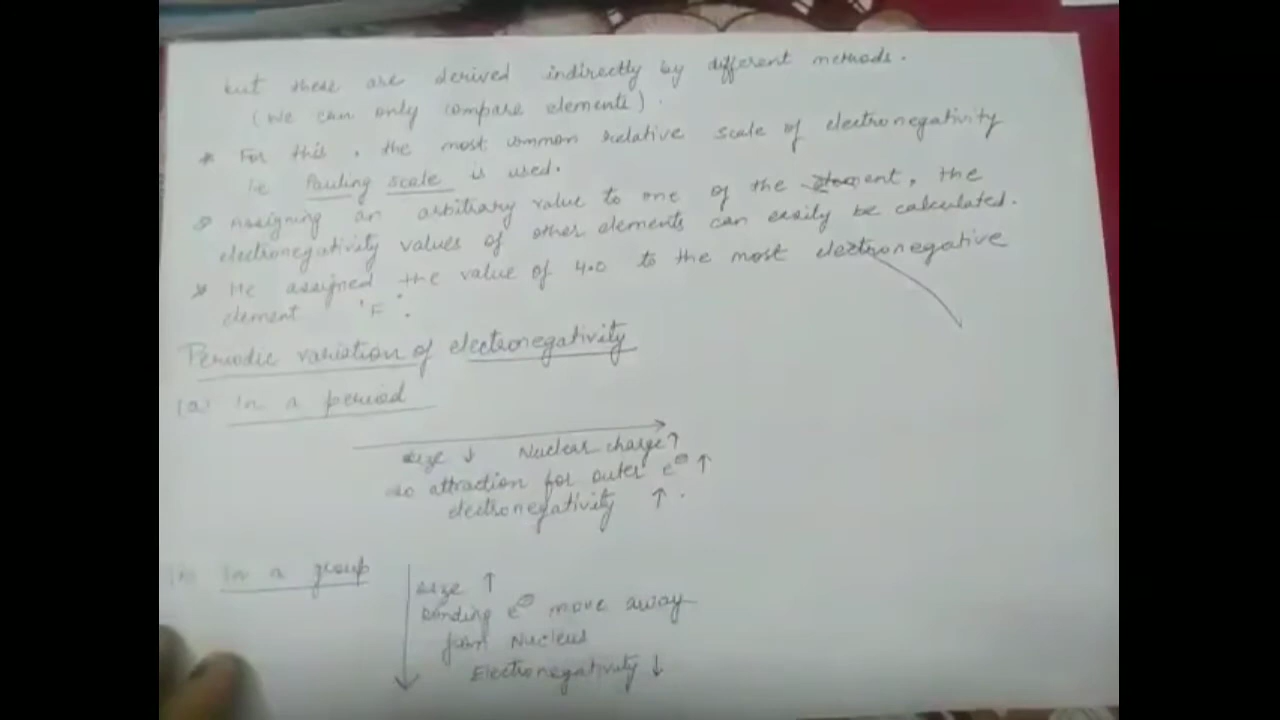 but these are derived indirectly by different methods.
(We can only compare elements).
* For this, the most common relative scale of electronegativity
ie Pauling scale is used.
* Assigning an arbitrary value to one of the element, the
electronegativity values of other elements can easily be calculated.
* He assigned the value of 4.0 to the most electronegative
element 'F'.
Periodic variation of electronegativity
(a) In a period
size ↓ Nuclear charge ↑
so attraction for outer e⊖ ↑
electronegativity ↑.
(b) In a group
size ↑
Bonding e⊖ move away
from Nucleus
Electronegativity ↓